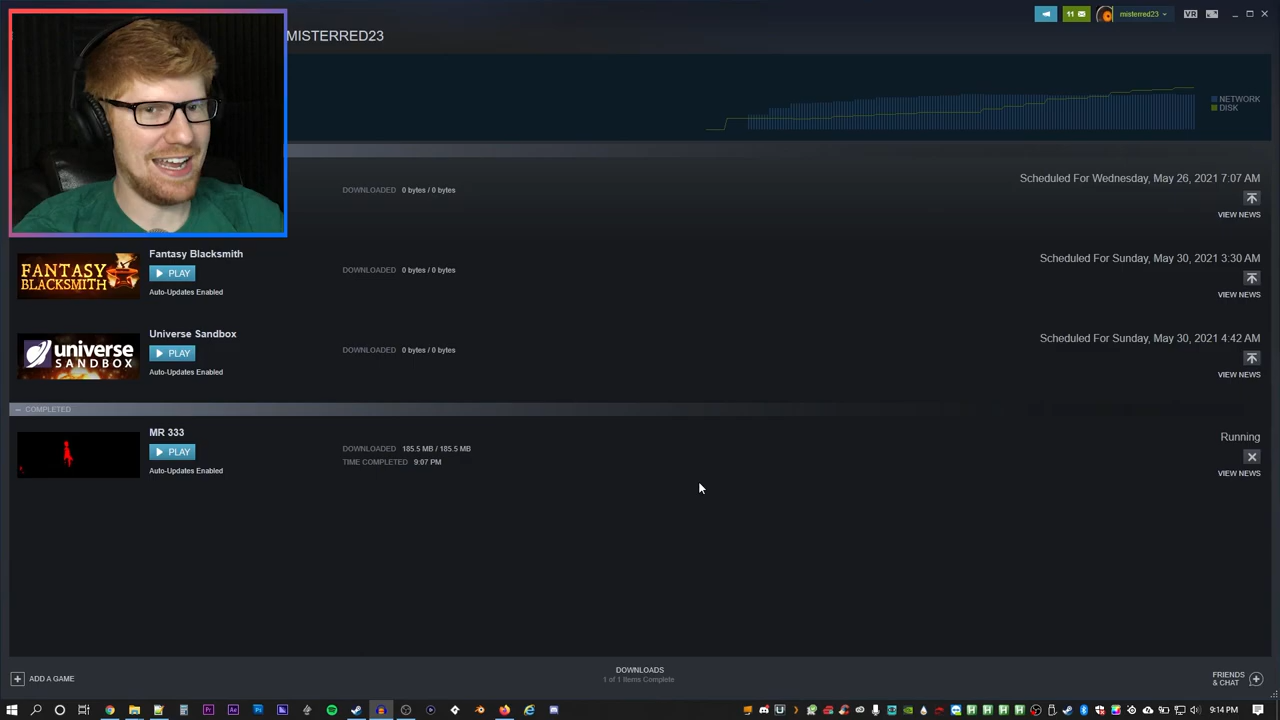 11
misterred23
VR
MISTERRED23
NETWORK
DISK
DOWNLOADED 0 bytes / 0 bytes
Scheduled For Wednesday, May 26, 2021 7:07 AM
VIEW NEWS
Fantasy Blacksmith
FANTASY
BLACKSMITH
PLAY
Auto-Updates Enabled
DOWNLOADED 0 bytes / 0 bytes
Scheduled For Sunday, May 30, 2021 3:30 AM
VIEW NEWS
Universe Sandbox
universe
SANDBOX
PLAY
Auto-Updates Enabled
DOWNLOADED 0 bytes / 0 bytes
Scheduled For Sunday, May 30, 2021 4:42 AM
VIEW NEWS
COMPLETED
MR 333
PLAY
Auto-Updates Enabled
DOWNLOADED 185.5 MB / 185.5 MB
TIME COMPLETED 9:07 PM
Running
VIEW NEWS
ADD A GAME
DOWNLOADS
1 of 1 Items Complete
FRIENDS
& CHAT
Pr
Ae
Ps
9:14 PM